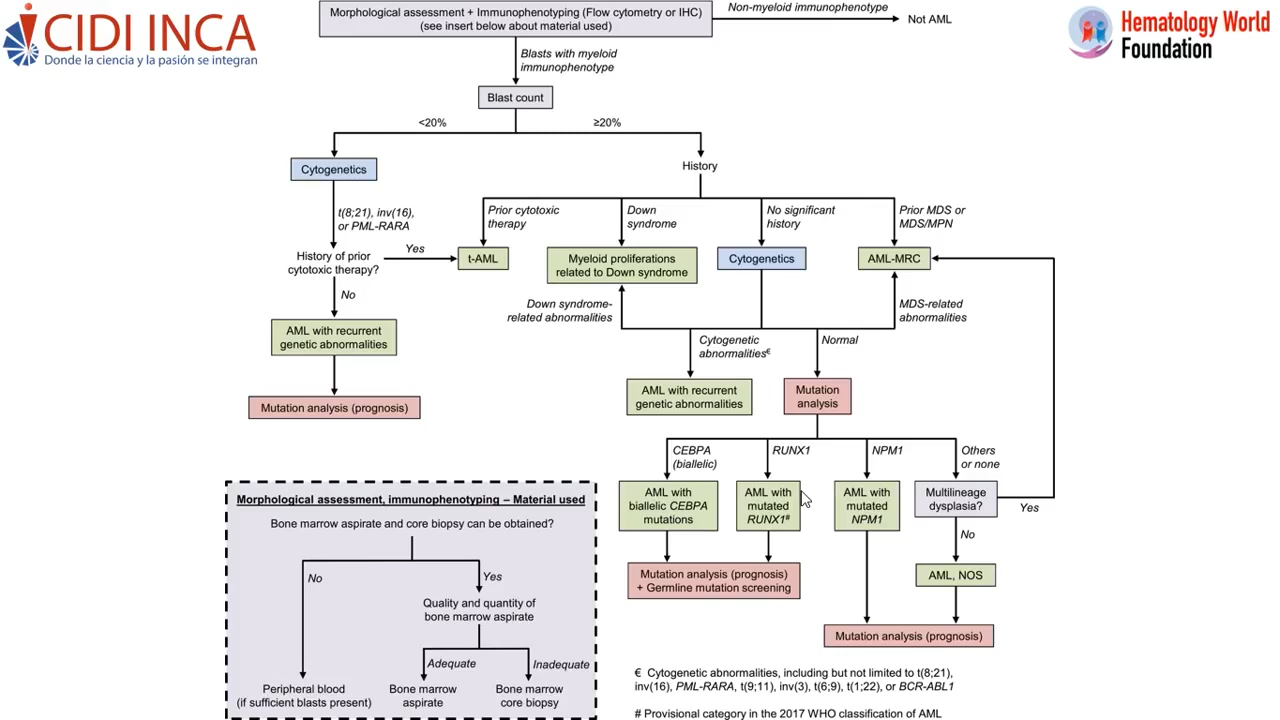 CIDI INCA
Donde la ciencia y la pasión se integran
Hematology World
Foundation
Morphological assessment + Immunophenotyping (Flow cytometry or IHC)
(see insert below about material used)
Non-myeloid immunophenotype
Not AML
Blasts with myeloid
immunophenotype
Blast count
<20%
≥20%
Cytogenetics
History
t(8;21), inv(16),
or PML-RARA
Prior cytotoxic
therapy
Down
syndrome
No significant
history
Prior MDS or
MDS/MPN
History of prior
cytotoxic therapy?
Yes
t-AML
Myeloid proliferations
related to Down syndrome
Cytogenetics
AML-MRC
No
Down syndrome-
related abnormalities
MDS-related
abnormalities
AML with recurrent
genetic abnormalities
Cytogenetic
abnormalities€
Normal
Mutation analysis (prognosis)
AML with recurrent
genetic abnormalities
Mutation
analysis
CEBPA
(biallelic)
RUNX1
NPM1
Others
or none
AML with
biallelic CEBPA
mutations
AML with
mutated
RUNX1#
AML with
mutated
NPM1
Multilineage
dysplasia?
Yes
No
Mutation analysis (prognosis)
+ Germline mutation screening
AML, NOS
Mutation analysis (prognosis)
Morphological assessment, immunophenotyping – Material used
Bone marrow aspirate and core biopsy can be obtained?
No
Yes
Quality and quantity of
bone marrow aspirate
Adequate
Inadequate
Peripheral blood
(if sufficient blasts present)
Bone marrow
aspirate
Bone marrow
core biopsy
€ Cytogenetic abnormalities, including but not limited to t(8;21),
inv(16), PML-RARA, t(9;11), inv(3), t(6;9), t(1;22), or BCR-ABL1
# Provisional category in the 2017 WHO classification of AML